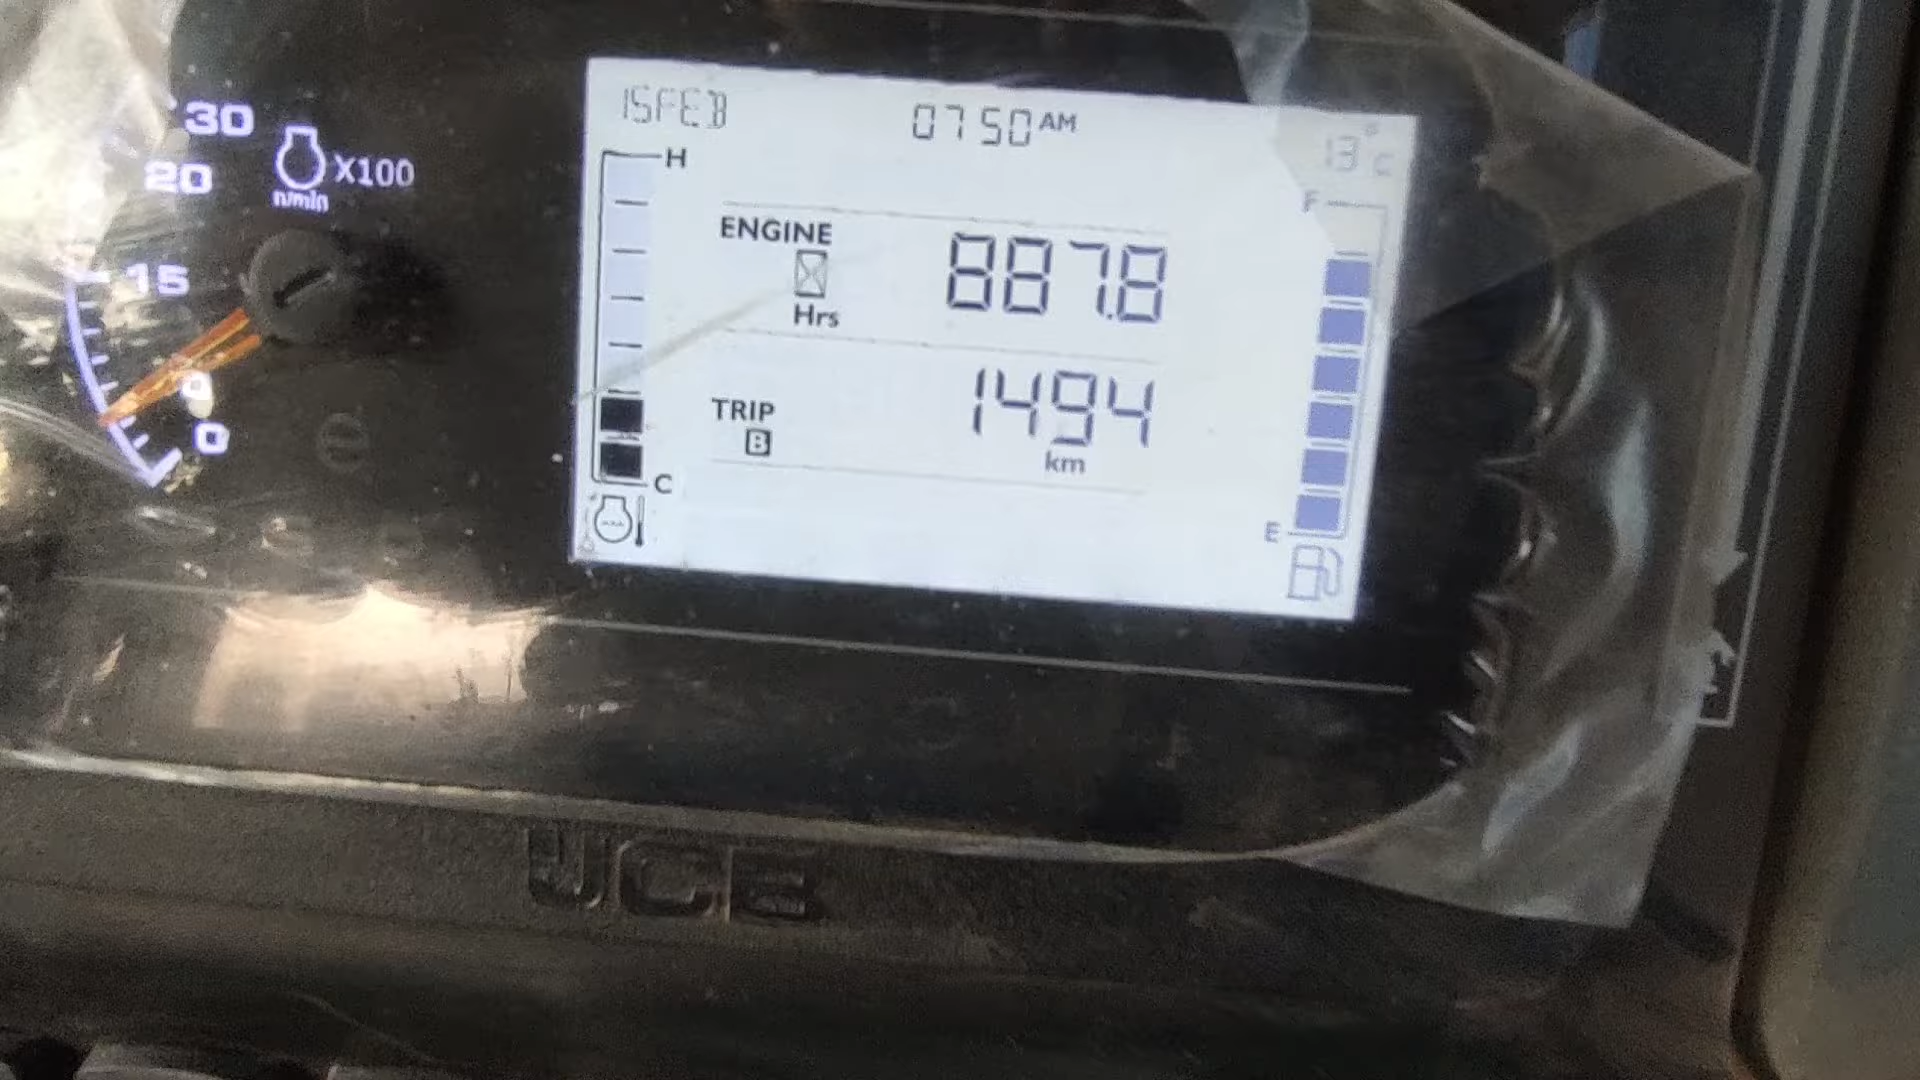 30
20
X100
n/min
15
0
15FEB
07 50 AM
13°C
H
F
ENGINE
887.8
Hrs
TRIP
1494
B
km
C
E
JCB